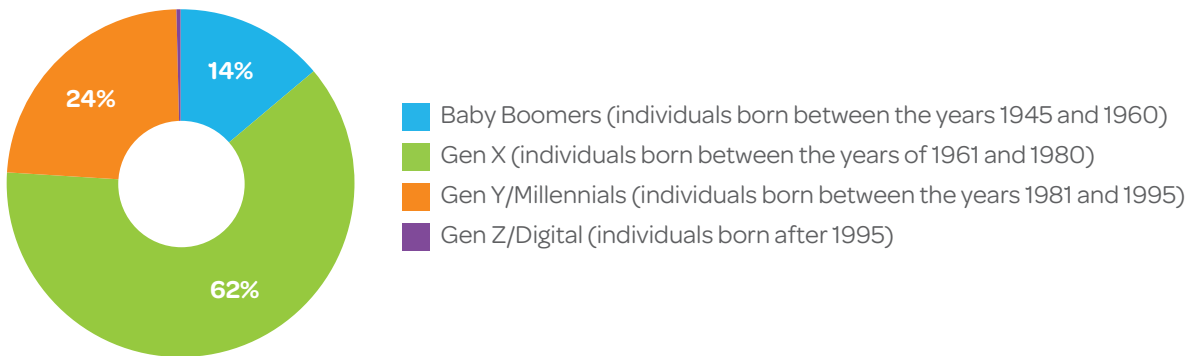 14%
24%
62%
Baby Boomers (individuals born between the years 1945 and 1960)
Gen X (individuals born between the years of 1961 and 1980)
Gen Y/Millennials (individuals born between the years 1981 and 1995)
Gen Z/Digital (individuals born after 1995)